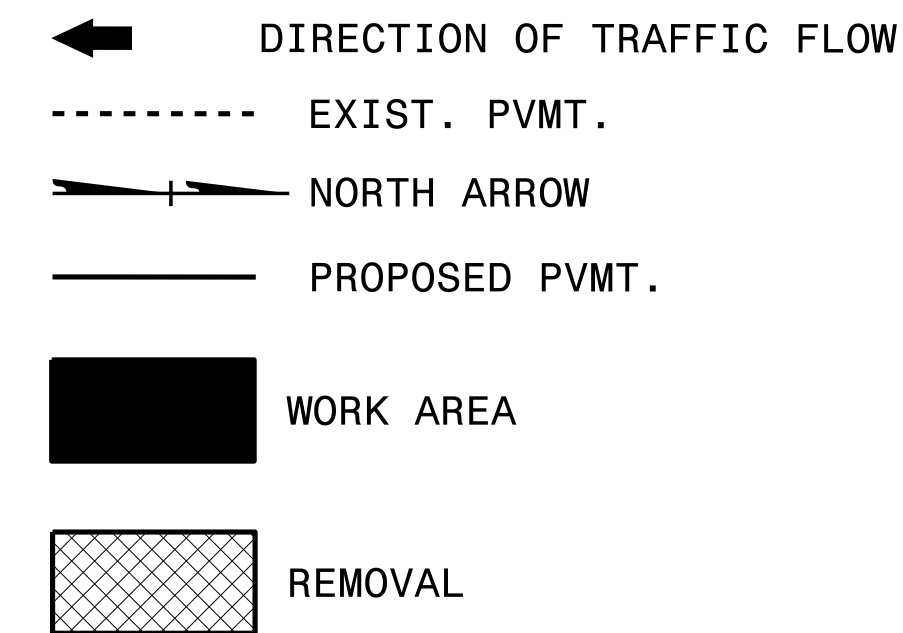 DIRECTION OF TRAFFIC FLOW
EXIST. PVMT.
NORTH ARROW
PROPOSED PVMT.
WORK AREA
REMOVAL